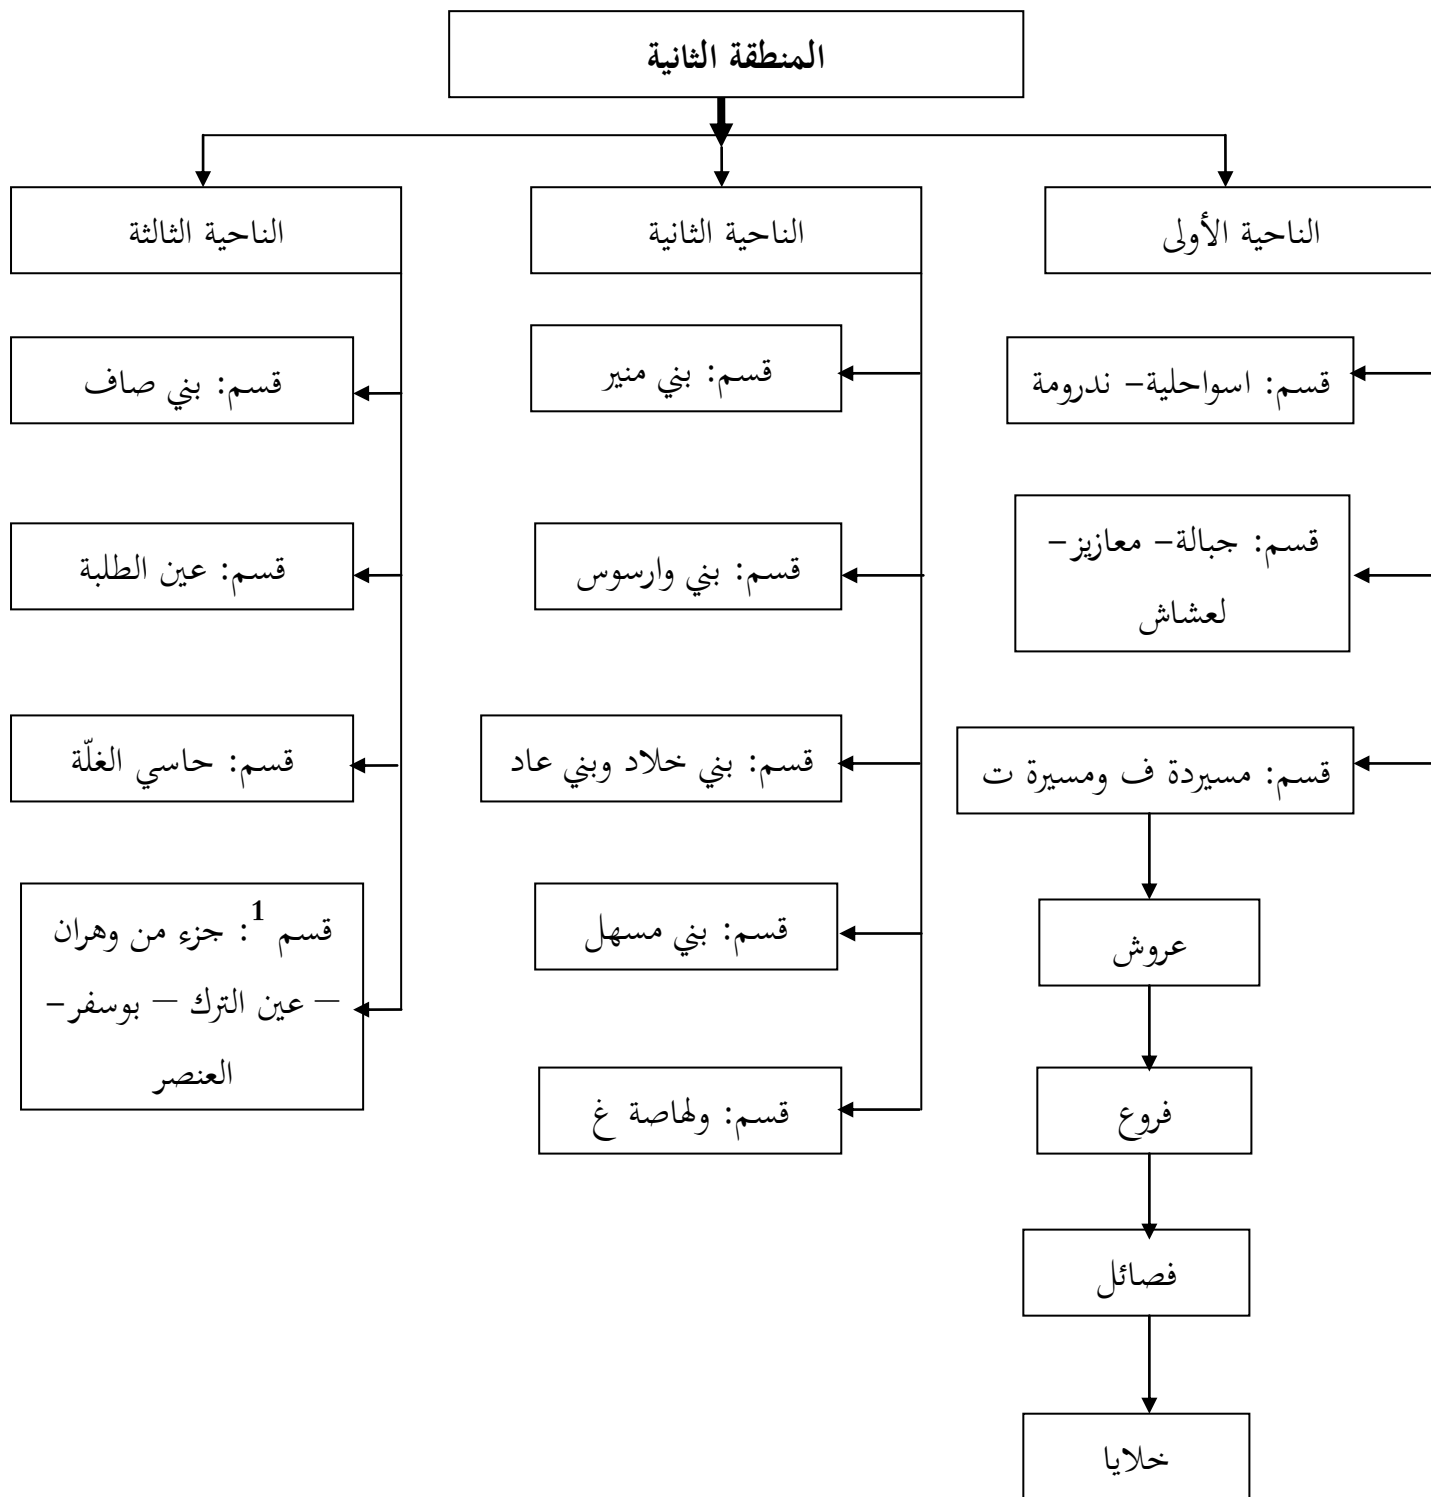 المنطقة الثانية
الناحية الأولى
الناحية الثانية
الناحية الثالثة
قسم: اسواحلية- ندرومة
قسم: جبالة- معازيز-
لعشاش
قسم: مسيردة ف ومسيرة ت
عروش
فروع
فصائل
خلايا
قسم: بني منير
قسم: بني وارسوس
قسم: بني خلاد وبني عاد
قسم: بني مسهل
قسم: ولهاصة غ
قسم: بني صاف
قسم: عين الطلبة
قسم: حاسي الغلّة
قسم 1: جزء من وهران
– عين الترك – بوسفر-
العنصر